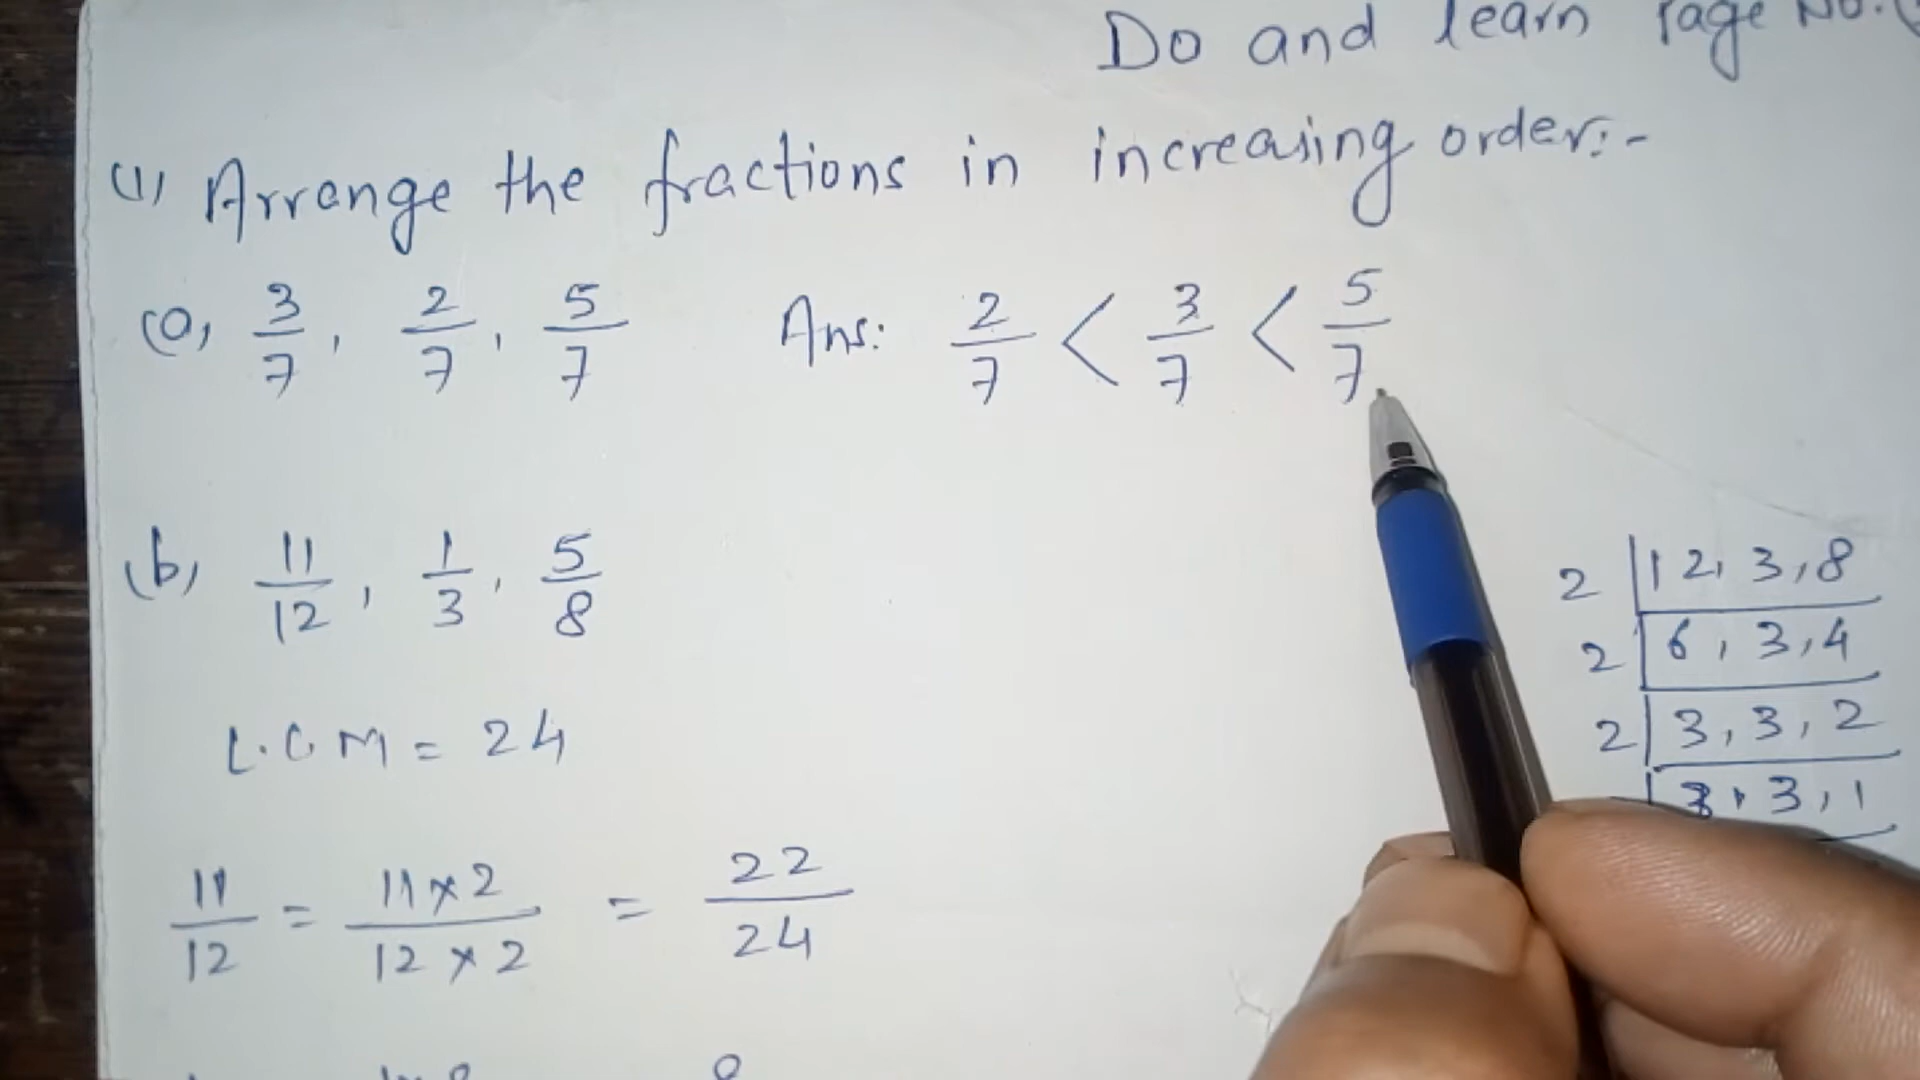 Do and learn Page No.
(1) Arrange the fractions in increasing order:-
(a) 3/7, 2/7, 5/7 Ans: 2/7 < 3/7 < 5/7
(b) 11/12, 1/3, 5/8
L.C.M = 24
2 | 12, 3, 8
2 | 6, 3, 4
2 | 3, 3, 2
3, 3, 1
11/12 = 11×2/12×2 = 22/24